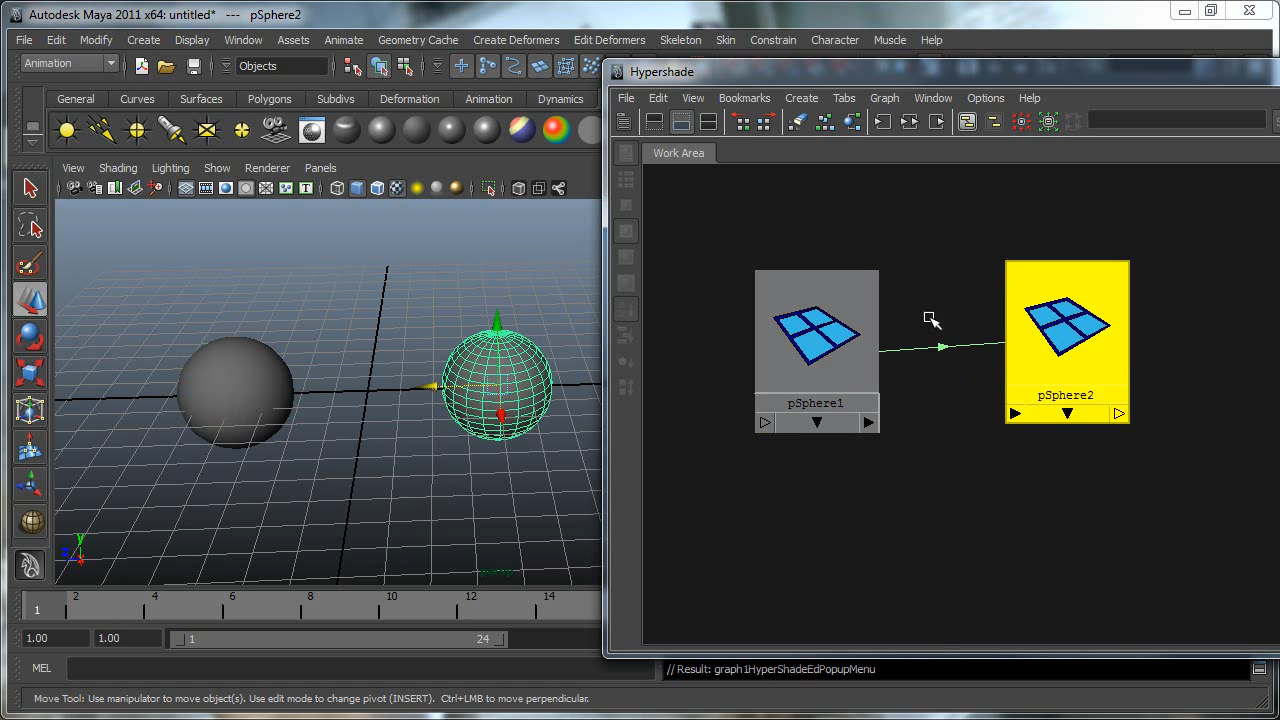 Autodesk Maya 2011 x64: untitled* --- pSphere2
File Edit Modify Create Display Window Assets Animate Geometry Cache Create Deformers Edit Deformers Skeleton Skin Constrain Character Muscle Help
Animation
Objects
General Curves Surfaces Polygons Subdivs Deformation Animation Dynamics
View Shading Lighting Show Renderer Panels
T
y
z
persp
Hypershade
File Edit View Bookmarks Create Tabs Graph Window Options Help
Work Area
pSphere1
pSphere2
1 2 4 6 8 10 12 14
1.00 1.00 1 24
MEL
// Result: graph1HyperShadeEdPopupMenu
Move Tool: Use manipulator to move object(s). Use edit mode to change pivot (INSERT). Ctrl+LMB to move perpendicular.